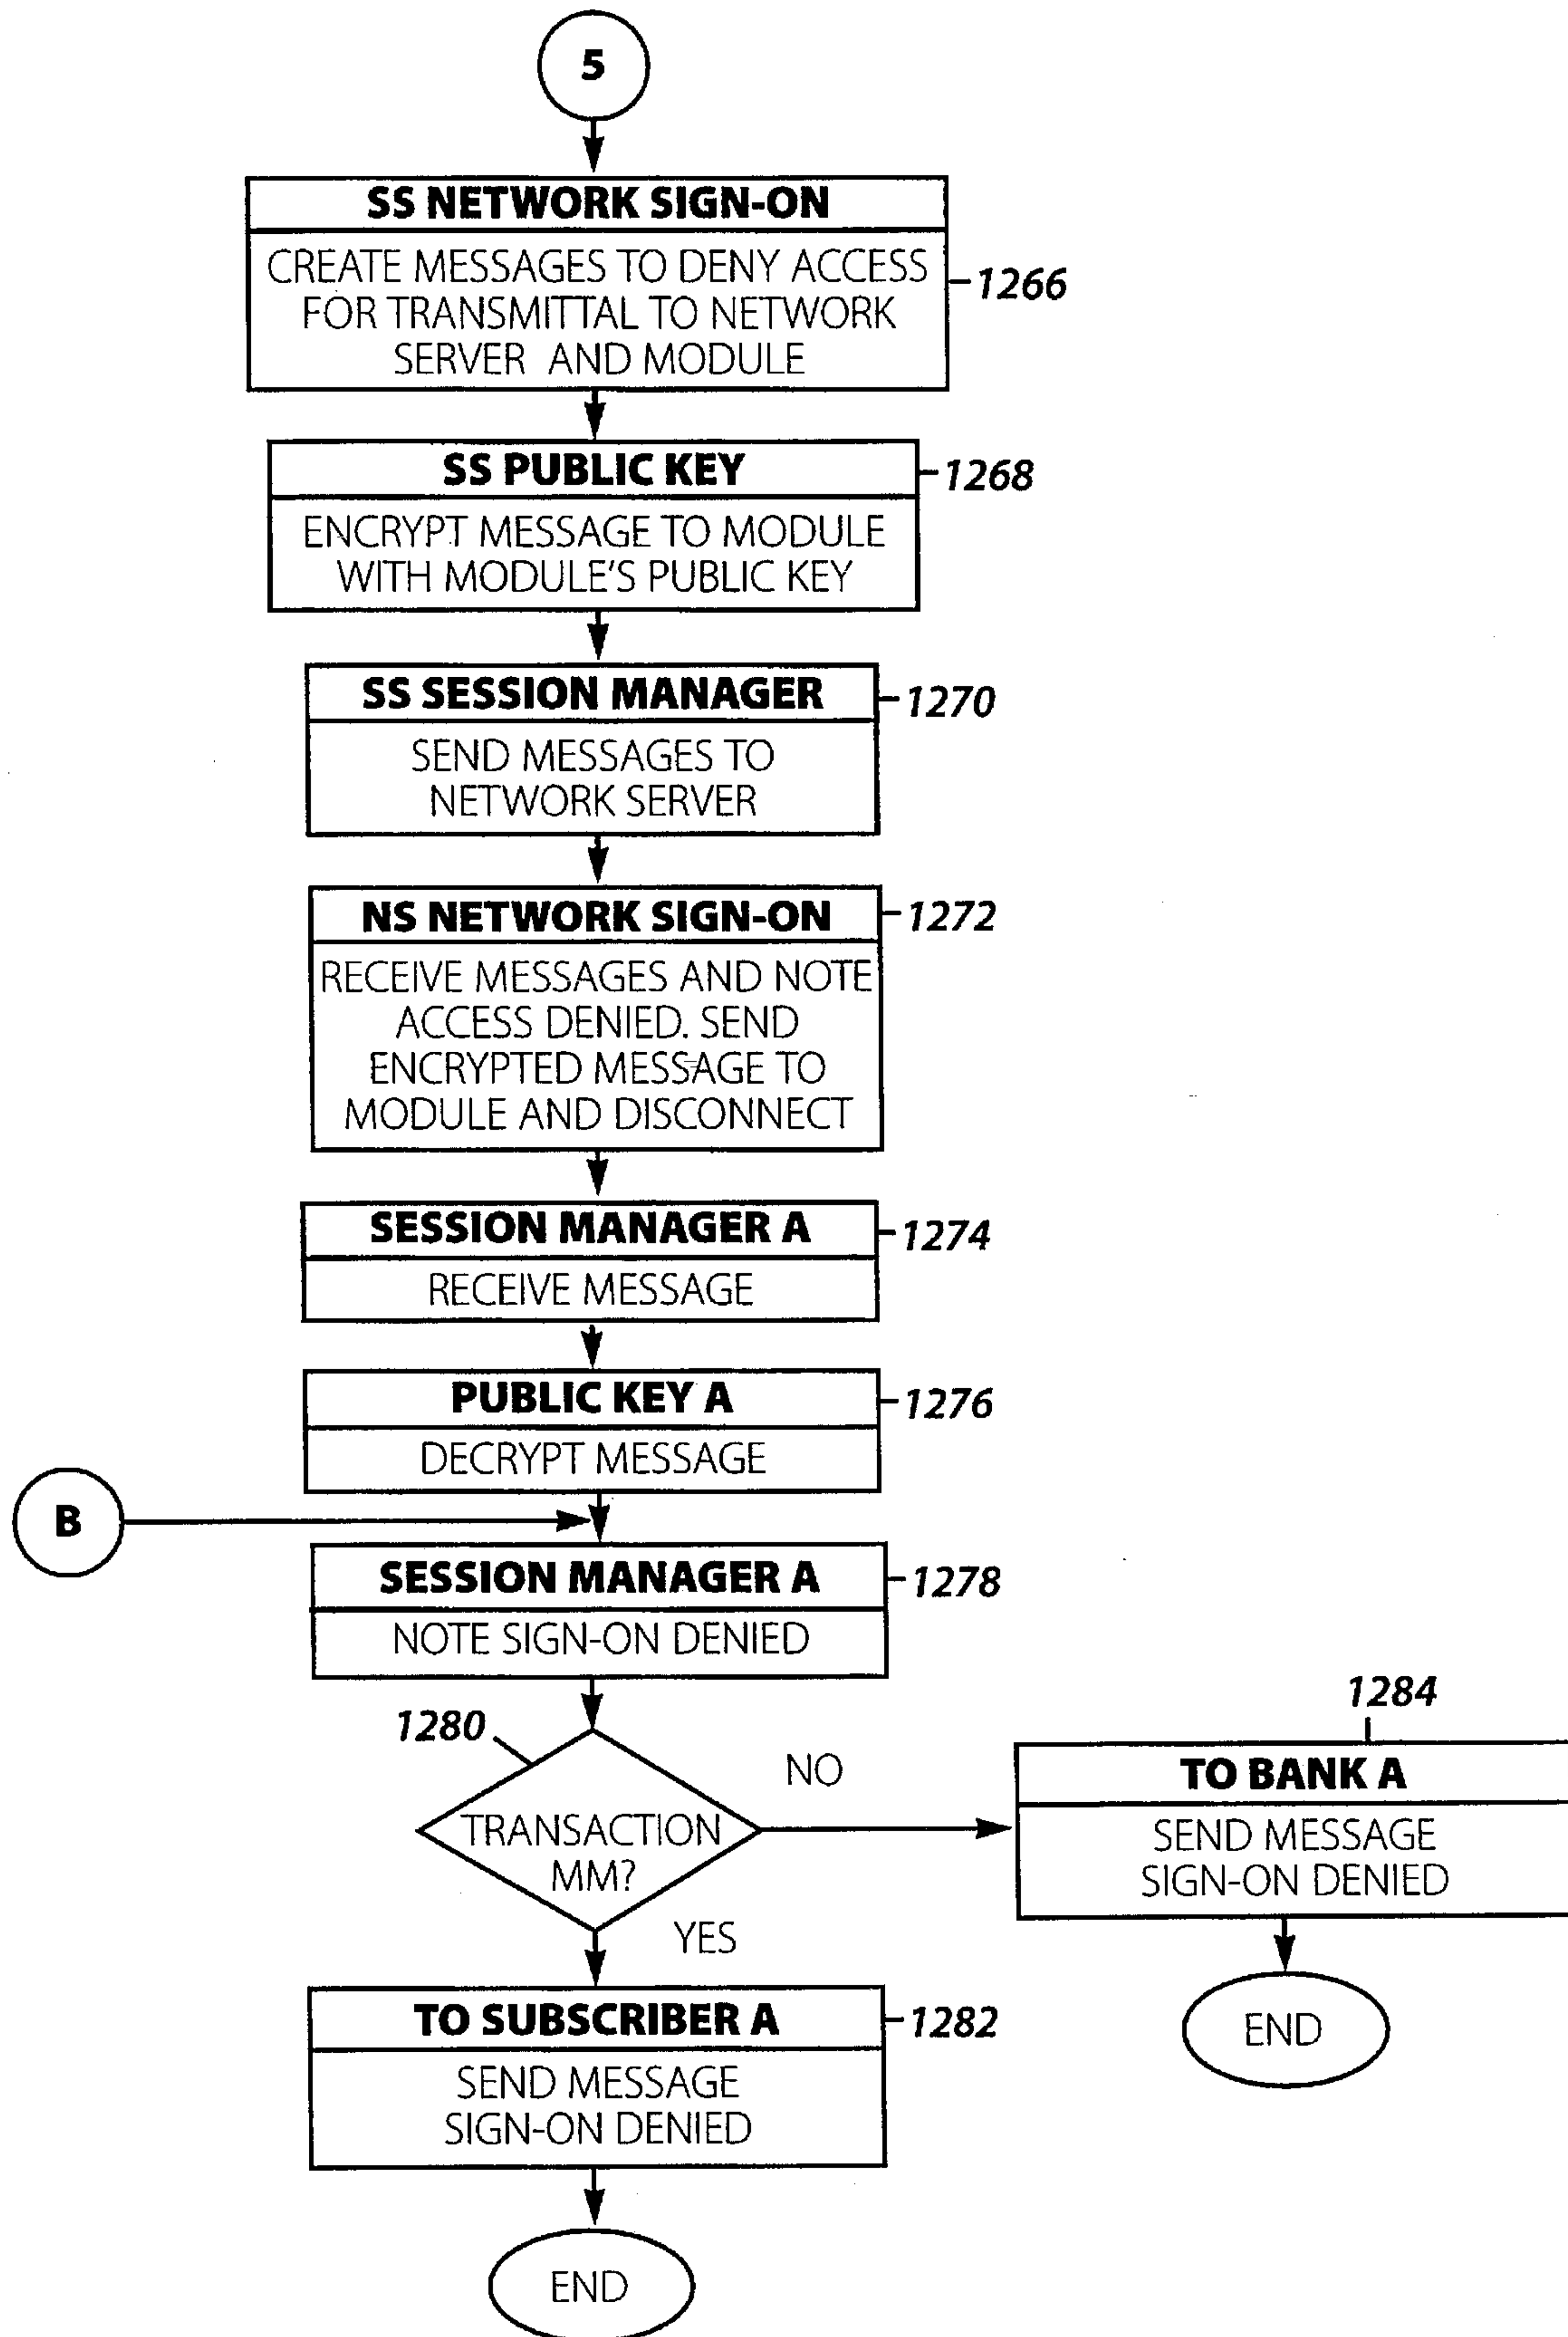 5
SS NETWORK SIGN-ON
CREATE MESSAGES TO DENY ACCESS
FOR TRANSMITTAL TO NETWORK
SERVER AND MODULE
1266
SS PUBLIC KEY
1268
ENCRYPT MESSAGE TO MODULE
WITH MODULE'S PUBLIC KEY
SS SESSION MANAGER
1270
SEND MESSAGES TO
NETWORK SERVER
NS NETWORK SIGN-ON
1272
RECEIVE MESSAGES AND NOTE
ACCESS DENIED. SEND
ENCRYPTED MESSAGE TO
MODULE AND DISCONNECT
SESSION MANAGER A
1274
RECEIVE MESSAGE
PUBLIC KEY A
1276
DECRYPT MESSAGE
B
SESSION MANAGER A
1278
NOTE SIGN-ON DENIED
1280
TRANSACTION
MM?
NO
1284
TO BANK A
SEND MESSAGE
SIGN-ON DENIED
END
YES
TO SUBSCRIBER A
1282
SEND MESSAGE
SIGN-ON DENIED
END